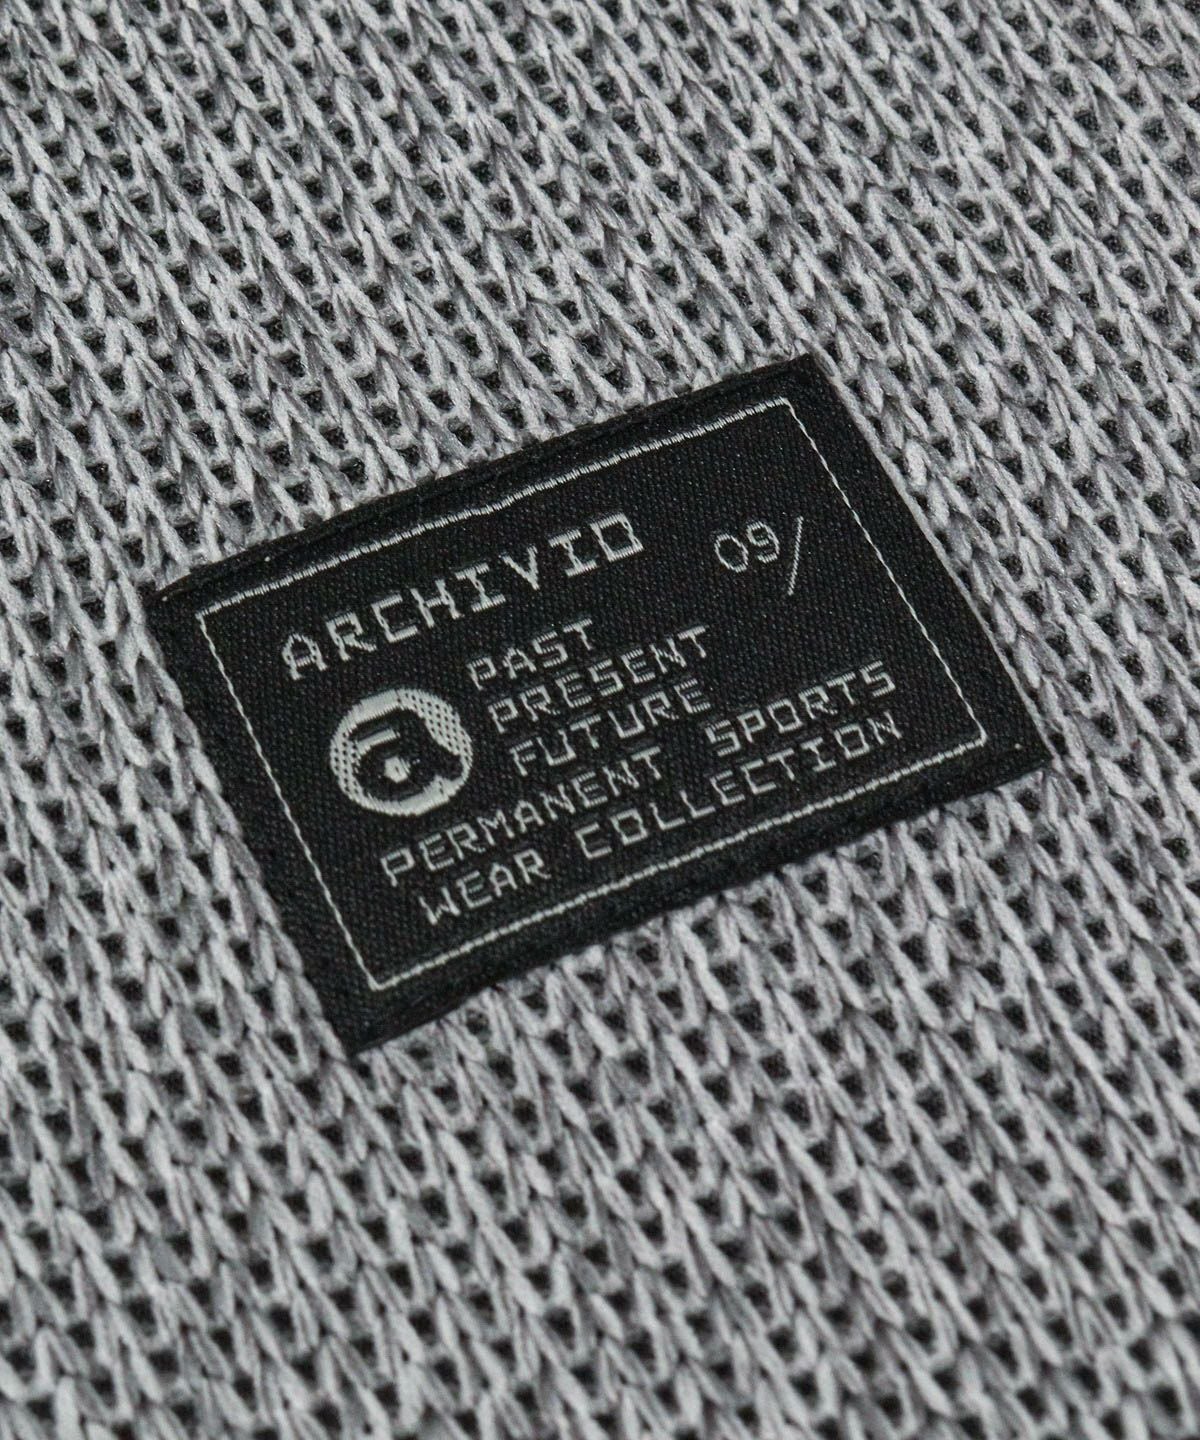 ARCHIVIO 09/
PAST
PRESENT
a FUTURE
PERMANENT SPORTS
WEAR COLLECTION